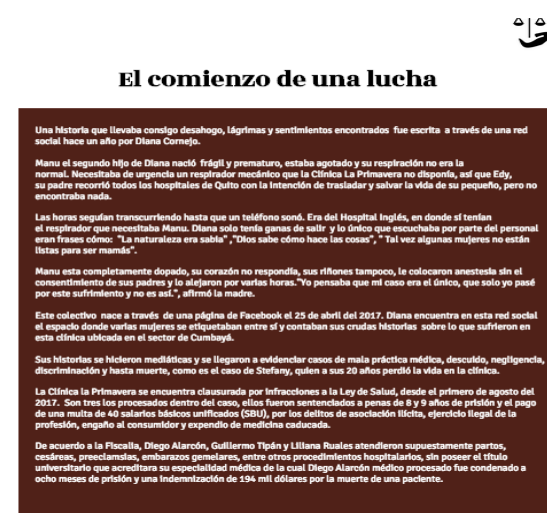 El comienzo de una lucha
Una historia que llevaba consigo desahogo, lágrimas y sentimientos encontrados fue escrita a través de una red
social hace un año por Diana Cornejo.
Manu el segundo hijo de Diana nació frágil y prematuro, estaba agotado y su respiración no era la
normal. Necesitaba de urgencia un respirador mecánico que la Clínica La Primavera no disponía, así que Edy,
su padre recorrió todos los hospitales de Quito con la intención de trasladar y salvar la vida de su pequeño, pero no
encontraba nada.
Las horas seguían transcurriendo hasta que un teléfono sonó. Era del Hospital Inglés, en donde sí tenían
el respirador que necesitaba Manu. Diana solo tenía ganas de salir y lo único que escuchaba por parte del personal
eran frases cómo: "La naturaleza era sabia" ,"Dios sabe cómo hace las cosas", " Tal vez algunas mujeres no están
listas para ser mamás".
Manu esta completamente dopado, su corazón no respondía, sus riñones tampoco, le colocaron anestesia sin el
consentimiento de sus padres y lo alejaron por varias horas."Yo pensaba que mi caso era el único, que solo yo pasé
por este sufrimiento y no es así.", afirmó la madre.
Este colectivo nace a través de una página de Facebook el 25 de abril del 2017. Diana encuentra en esta red social
el espacio donde varias mujeres se etiquetaban entre sí y contaban sus crudas historias sobre lo que sufrieron en
esta clínica ubicada en el sector de Cumbayá.
Sus historias se hicieron mediáticas y se llegaron a evidenciar casos de mala práctica médica, descuido, negligencia,
discriminación y hasta muerte, como es el caso de Stefany, quien a sus 20 años perdió la vida en la clínica.
La Clínica la Primavera se encuentra clausurada por infracciones a la Ley de Salud, desde el primero de agosto del
2017. Son tres los procesados dentro del caso, ellos fueron sentenciados a penas de 8 y 9 años de prisión y el pago
de una multa de 40 salarios básicos unificados (SBU), por los delitos de asociación ilícita, ejercicio ilegal de la
profesión, engaño al consumidor y expendio de medicina caducada.
De acuerdo a la Fiscalía, Diego Alarcón, Guillermo Tipán y Liliana Ruales atendieron supuestamente partos,
cesáreas, preeclamsias, embarazos gemelares, entre otros procedimientos hospitalarios, sin poseer el título
universitario que acreditara su especialidad médica de la cual Diego Alarcón médico procesado fue condenado a
ocho meses de prisión y una indemnización de 194 mil dólares por la muerte de una paciente.